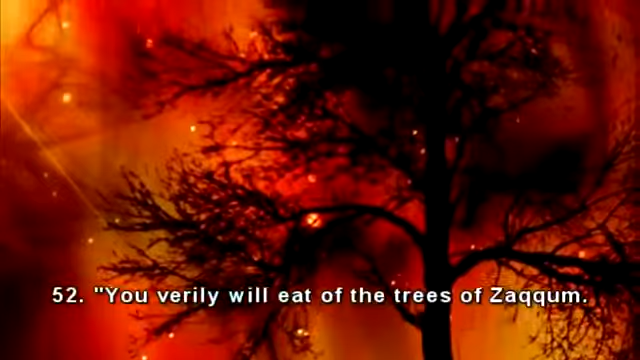 52. "You verily will eat of the trees of Zaqqum.